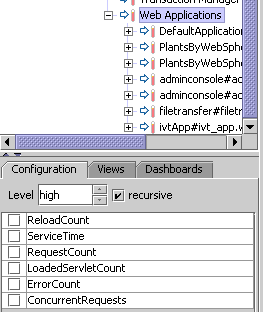 Transaction Manager
Web Applications
DefaultApplication
PlantsByWebSphe
PlantsByWebSphe
adminconsole#ac
adminconsole#ac
filetransfer#filetr
ivtApp#ivt_app.w
Configuration Views Dashboards
Level high recursive
ReloadCount
ServiceTime
RequestCount
LoadedServletCount
ErrorCount
ConcurrentRequests